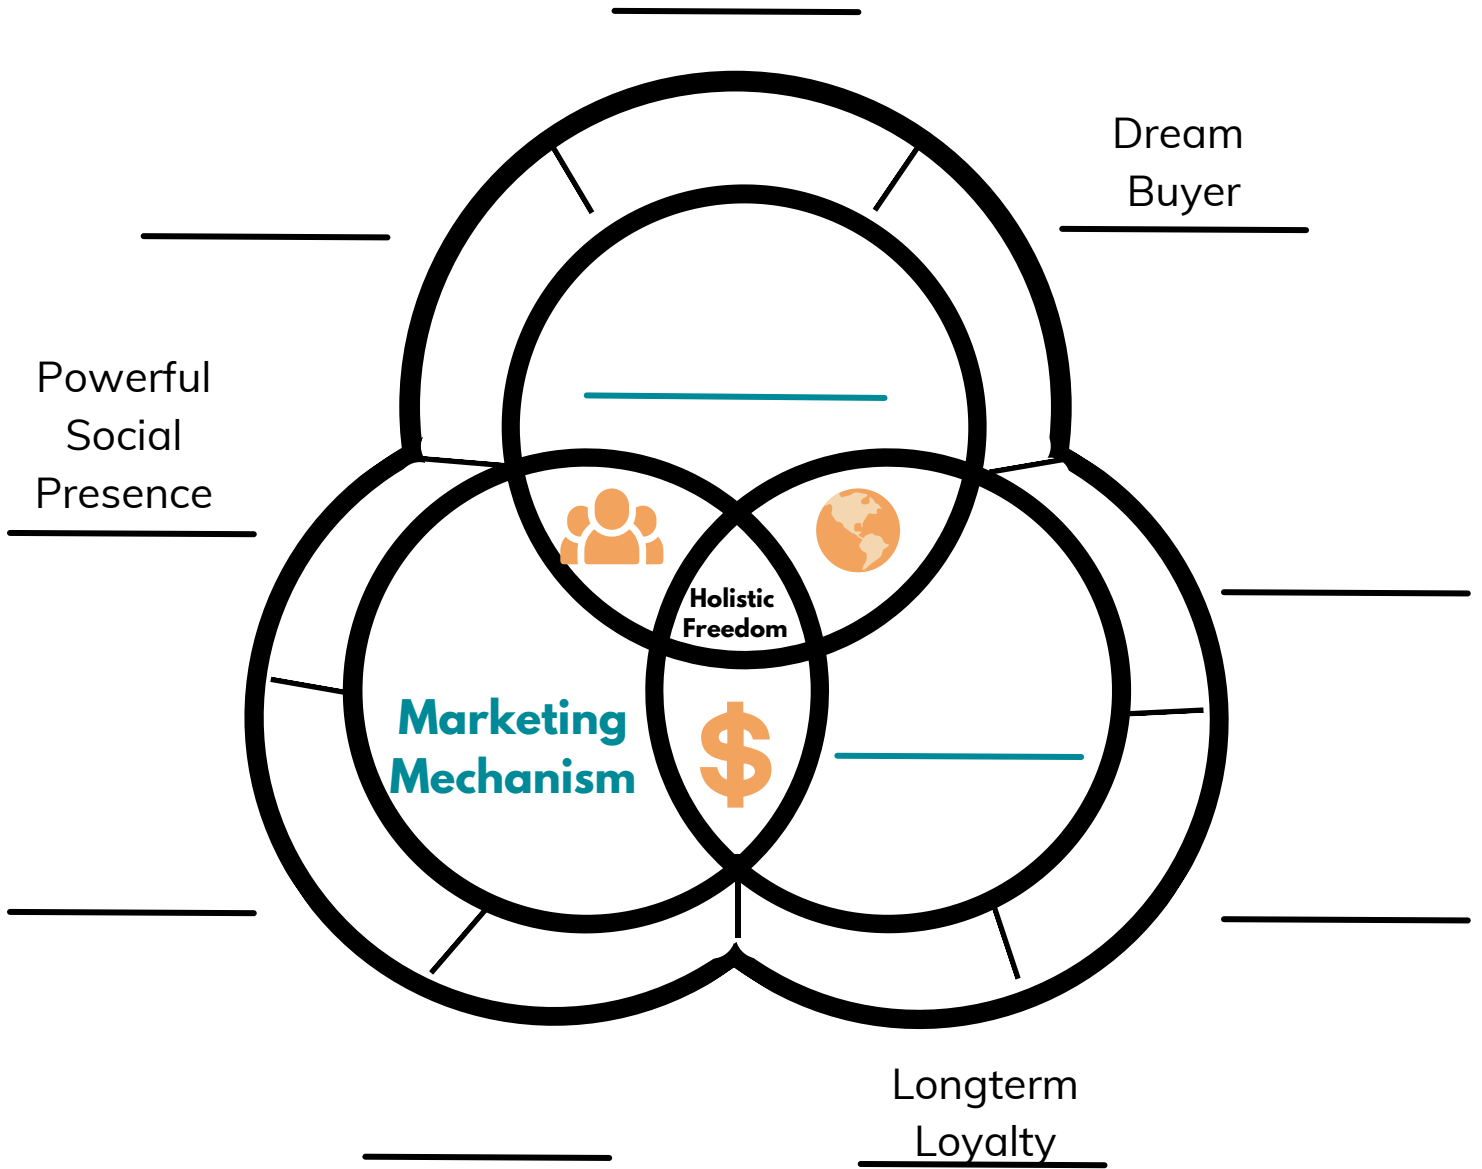 Dream
Buyer
Powerful
Social
Presence
Holistic
Freedom
Marketing
Mechanism
$
Longterm
Loyalty